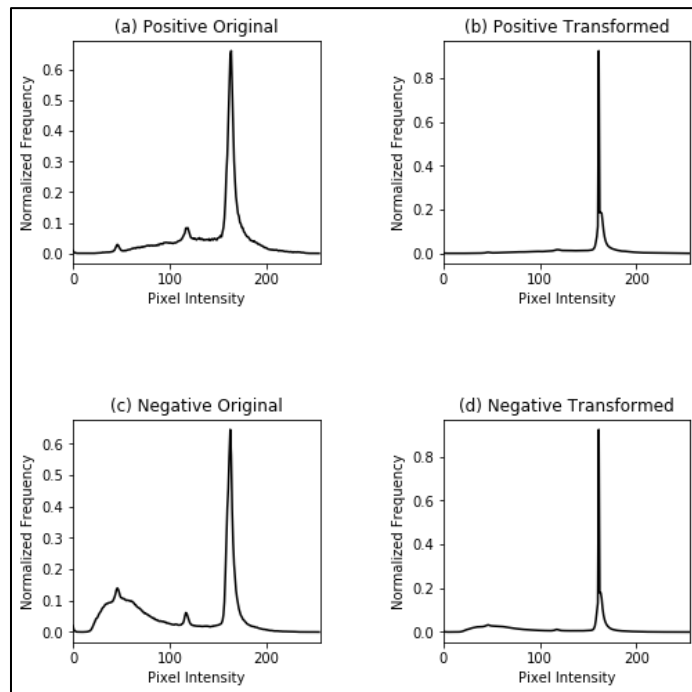 (a) Positive Original
Normalized Frequency
0.6
0.5
0.4
0.3
0.2
0.1
0.0
0 100 200
Pixel Intensity
(b) Positive Transformed
Normalized Frequency
0.8
0.6
0.4
0.2
0.0
0 100 200
Pixel Intensity
(c) Negative Original
Normalized Frequency
0.6
0.5
0.4
0.3
0.2
0.1
0.0
0 100 200
Pixel Intensity
(d) Negative Transformed
Normalized Frequency
0.8
0.6
0.4
0.2
0.0
0 100 200
Pixel Intensity